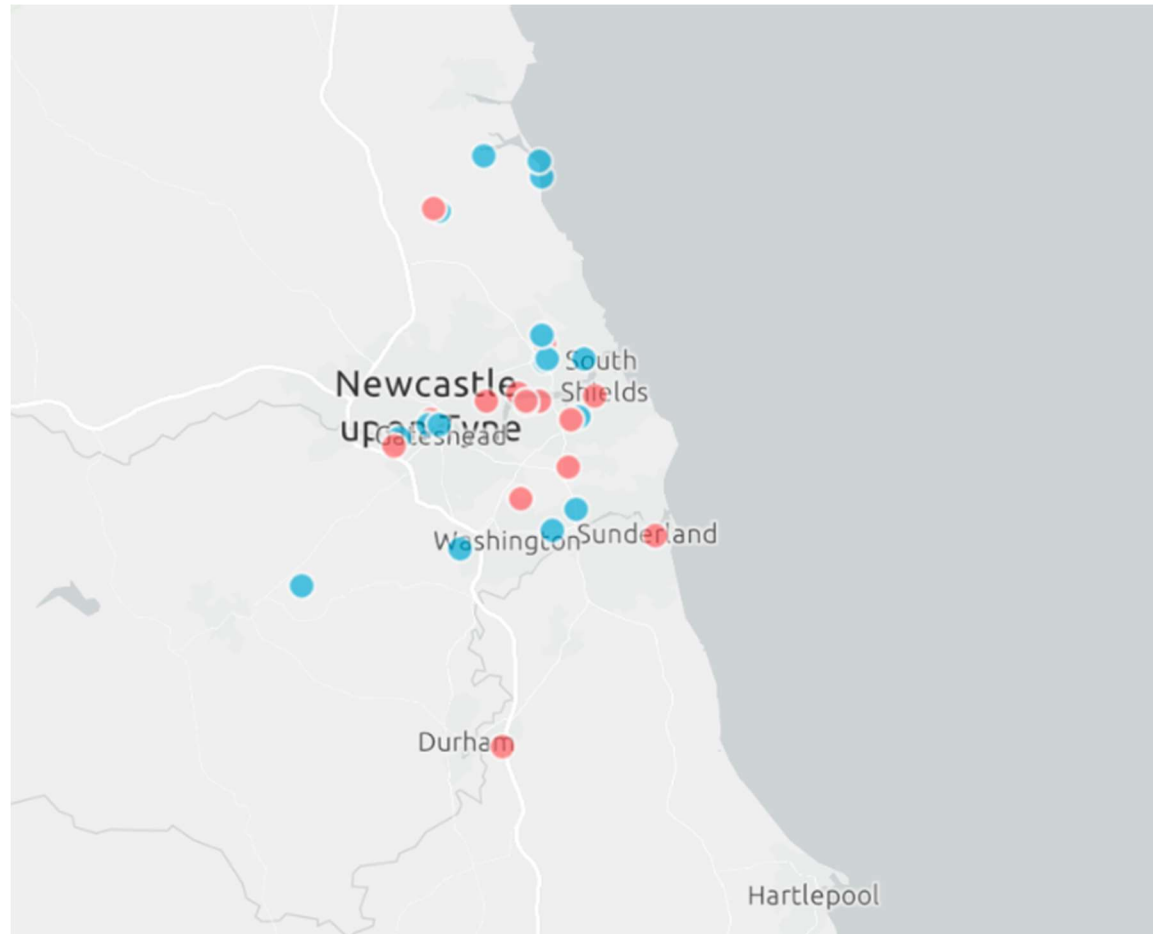 South
Shields
Newcastle
upon Tyne
Gateshead
Washington
Sunderland
Durham
Hartlepool